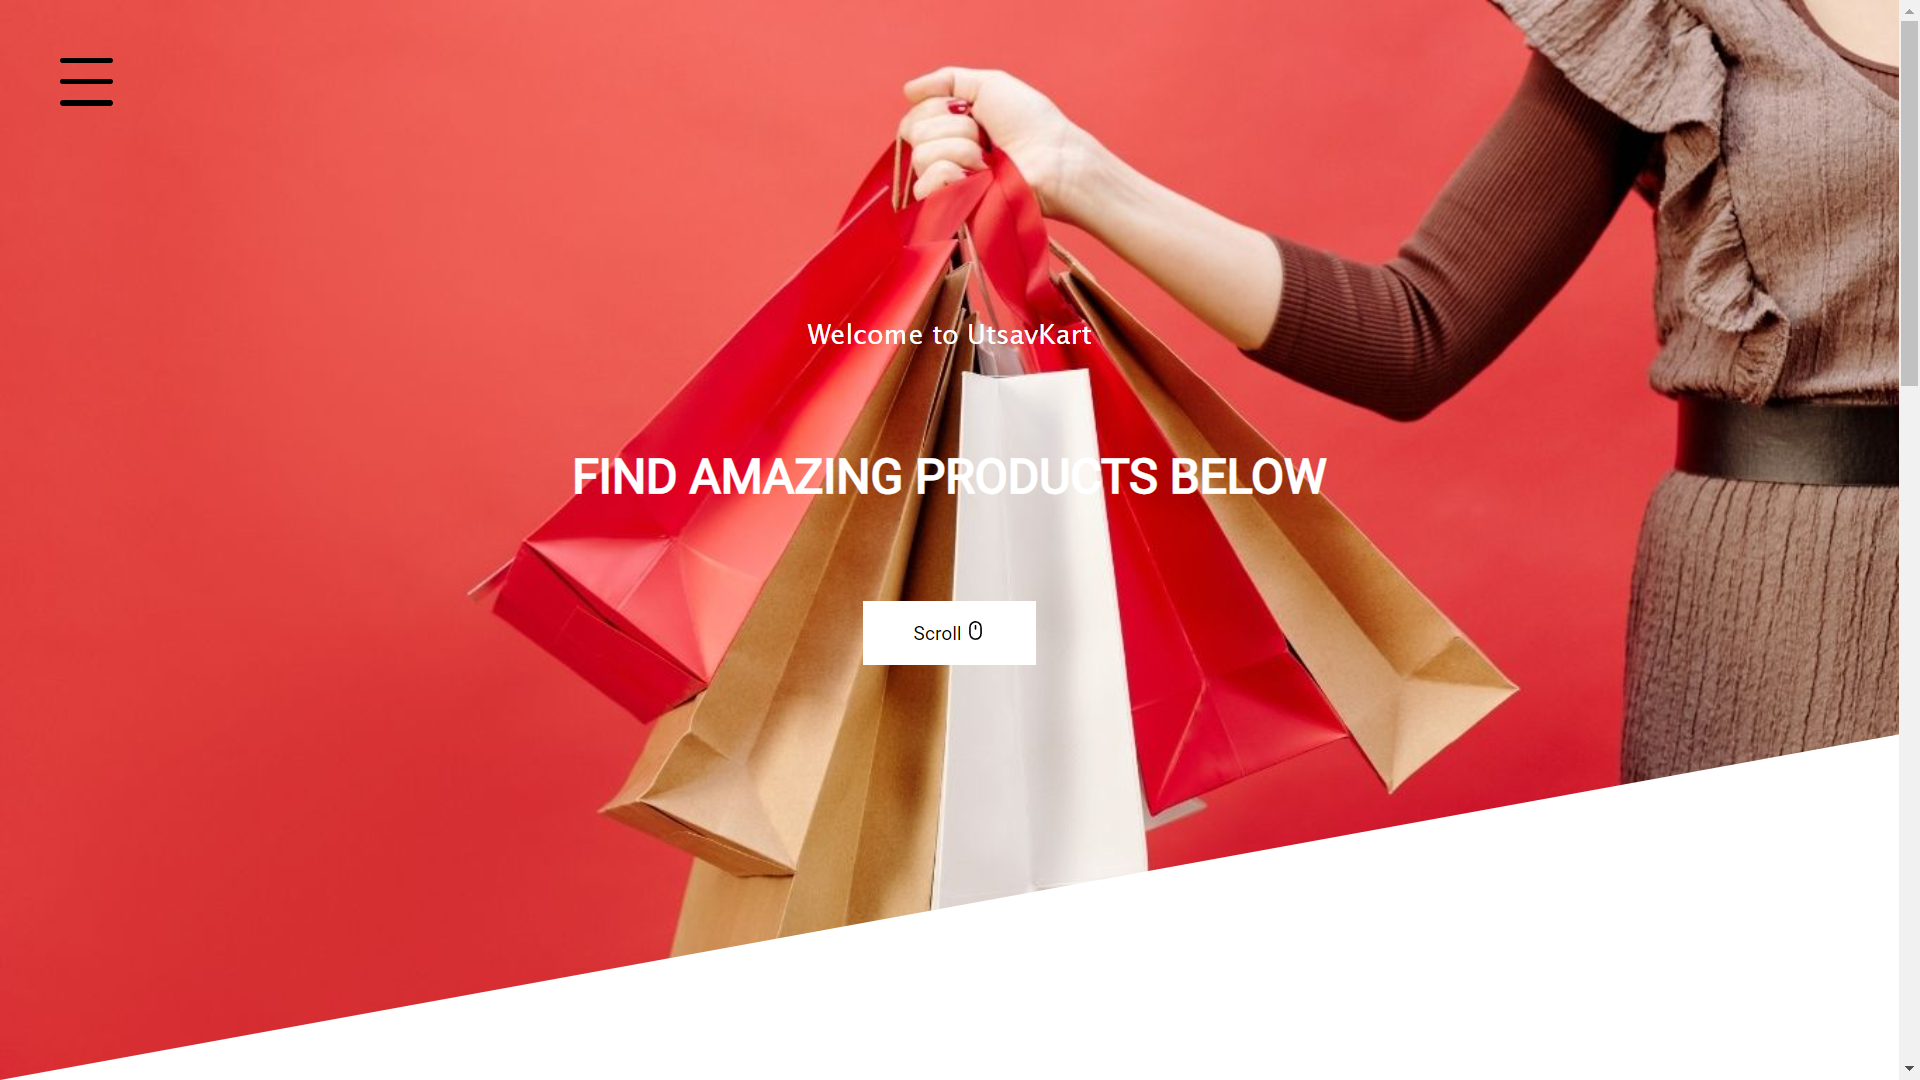 Welcome to UtsavKart
FIND AMAZING PRODUCTS BELOW
Scroll